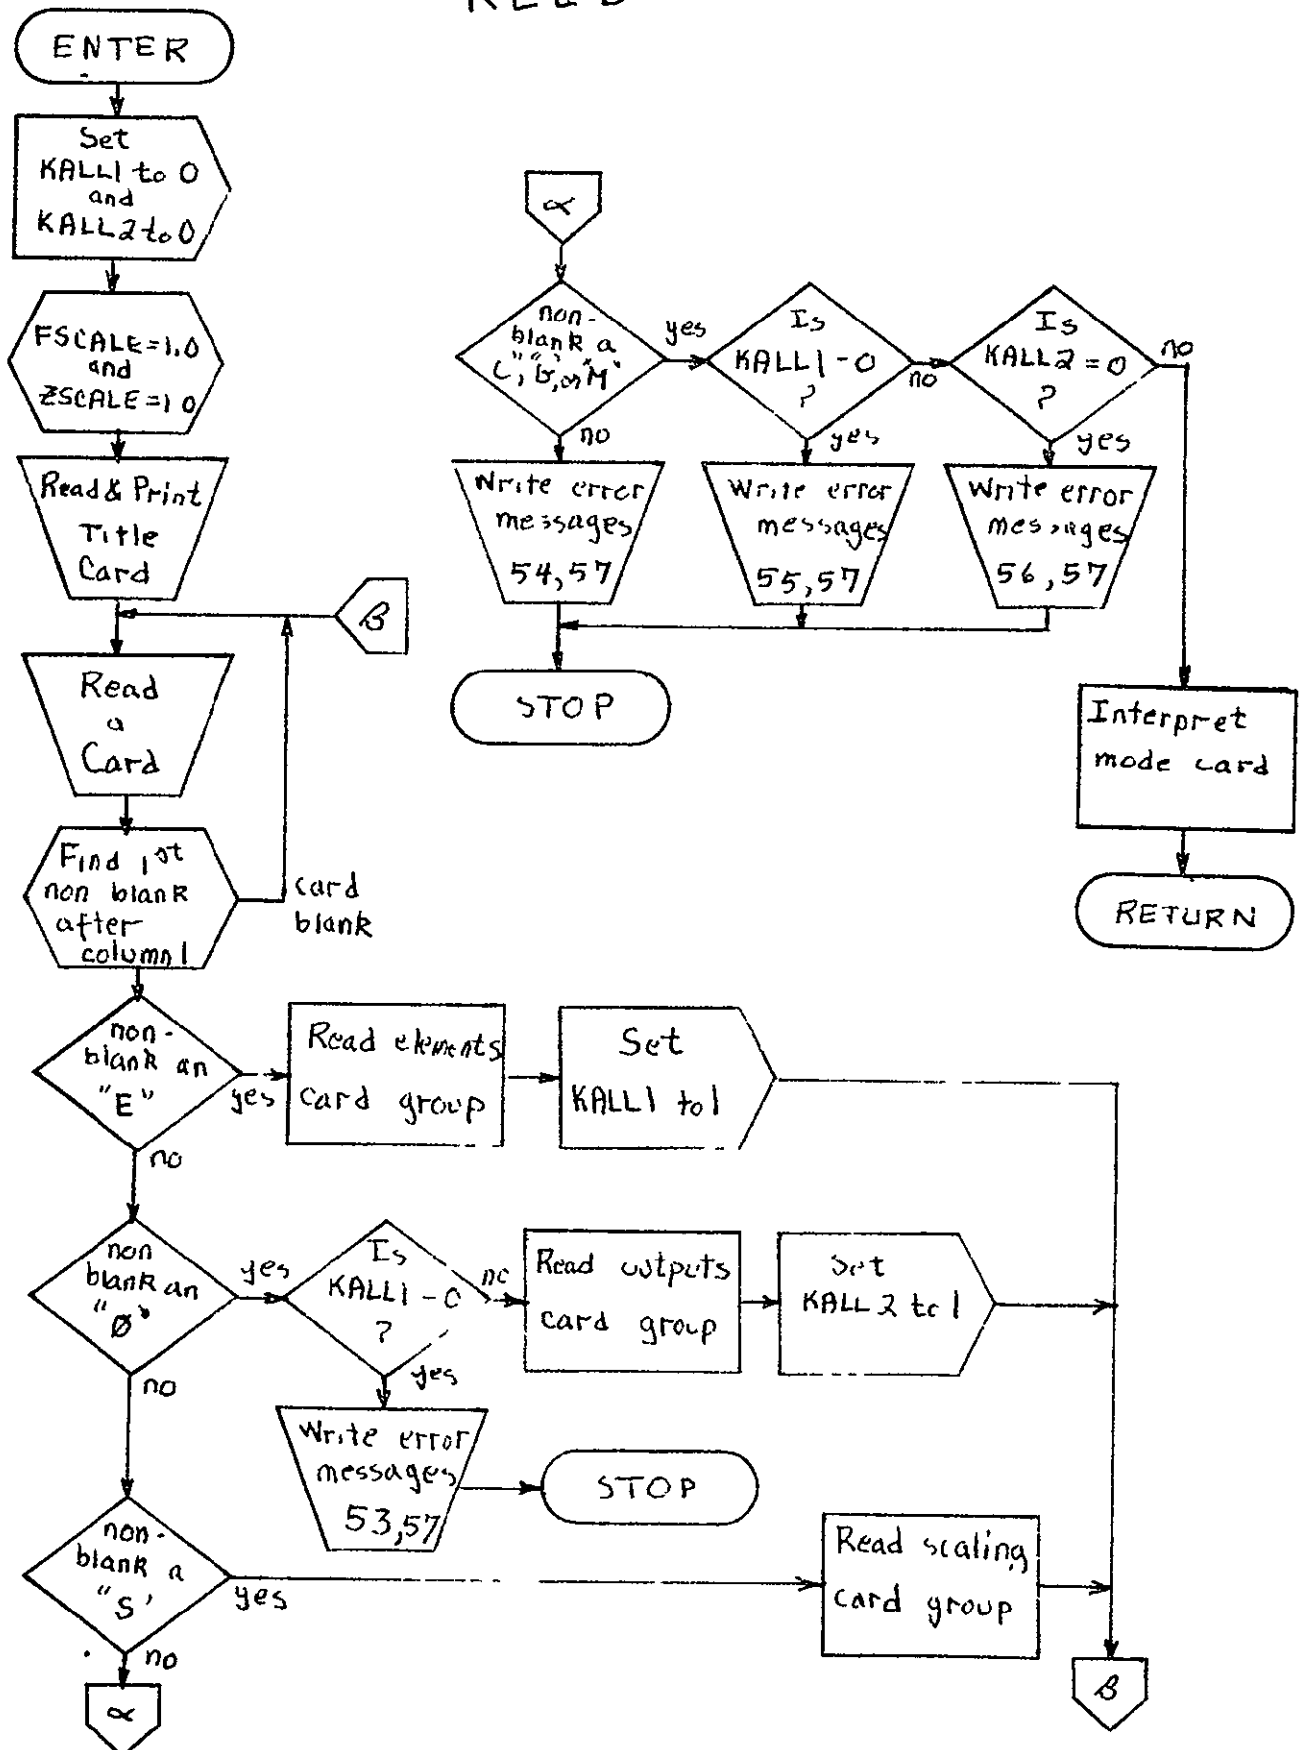 ENTER
Set
KALL1 to 0
and
KALL2 to 0
FSCALE=1.0
and
ZSCALE=1 0
Read & Print
Title
Card
B
Read
a
Card
Find 1st
non blank
after
column 1
card
blank
non-
blank an
"E"
yes
no
Read elements
card group
Set
KALL1 to 1
non
blank an
"Ø"
yes
no
Is
KALL1 - 0
?
no
yes
Read outputs
card group
Set
KALL2 to 1
Write error
messages
53,57
STOP
non-
blank a
"S'
yes
no
Read scaling
card group
α
B
α
non-
blank a
yes
no
Is
KALL1 - 0
?
no
yes
Is
KALL2 = 0
?
no
yes
Write error
messages
54,57
Write error
messages
55,57
Write error
messages
56,57
STOP
Interpret
mode card
RETURN